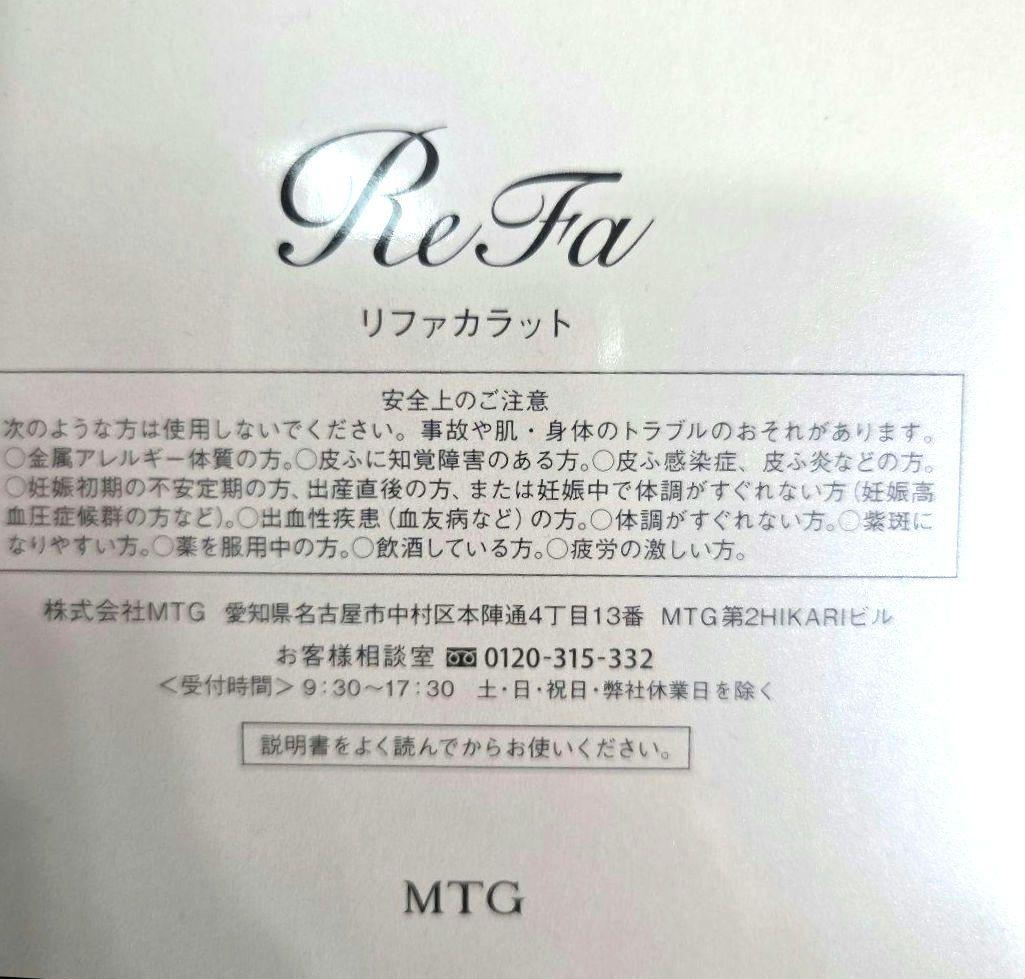 ReFa
リファカラット
安全上のご注意
次のような方は使用しないでください。事故や肌・身体のトラブルのおそれがあります。
○金属アレルギー体質の方。○皮ふに知覚障害のある方。○皮ふ感染症、皮ふ炎などの方。
○妊娠初期の不安定期の方、出産直後の方、または妊娠中で体調がすぐれない方(妊娠高
血圧症候群の方など)。○出血性疾患(血友病など)の方。○体調がすぐれない方。○紫斑に
なりやすい方。○薬を服用中の方。○飲酒している方。○疲労の激しい方。
株式会社MTG 愛知県名古屋市中村区本陣通4丁目13番 MTG第2HIKARIビル
お客様相談室 0120-315-332
＜受付時間＞9:30〜17:30 土・日・祝日・弊社休業日を除く
説明書をよく読んでからお使いください。
MTG